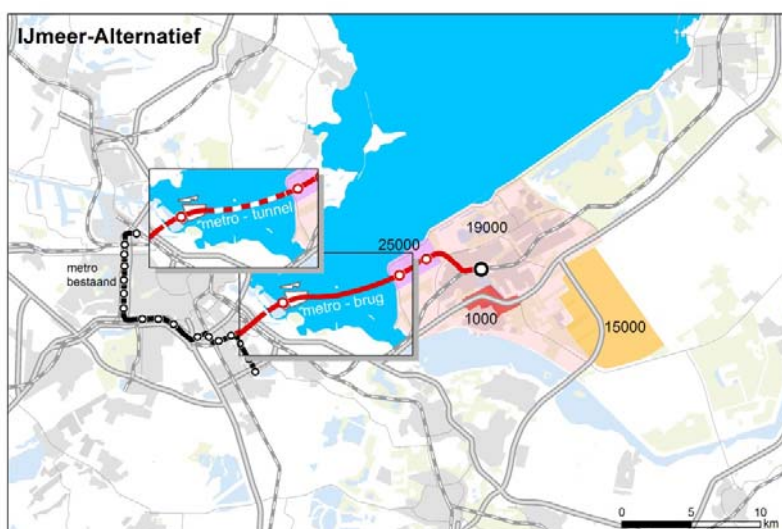 IJmeer-Alternatief
metro - tunnel
19000
25000
metro
bestaand
metro - brug
1000
15000
0 5 10
km